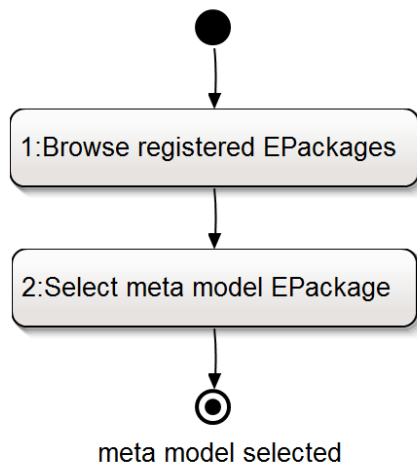 1:Browse registered EPackages
2:Select meta model EPackage
meta model selected